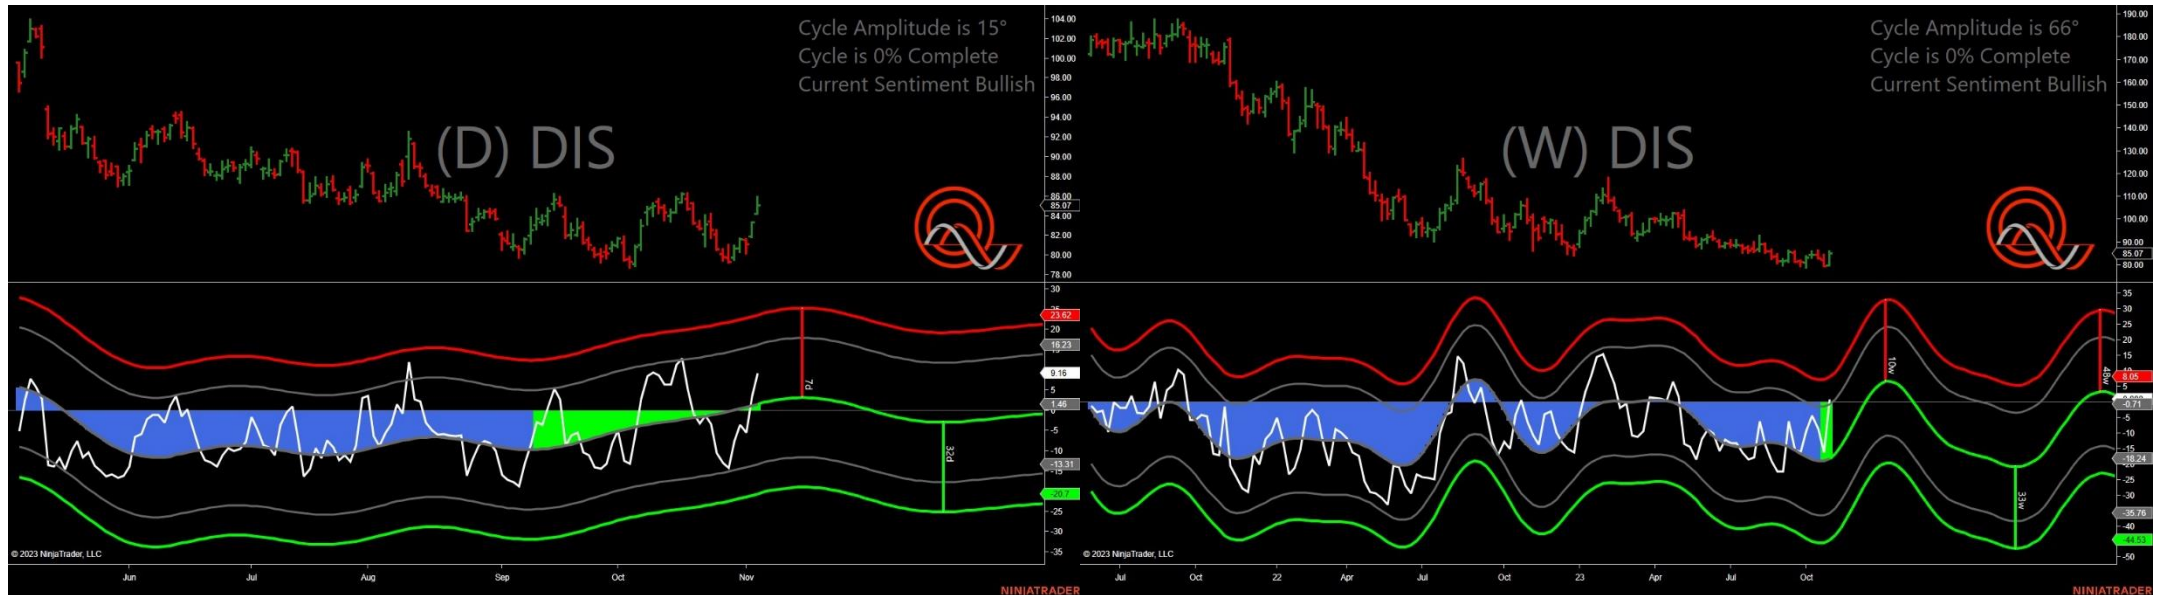 Cycle Amplitude is 15°
Cycle is 0% Complete
Current Sentiment Bullish
(D) DIS
104.00
102.00
100.00
98.00
96.00
94.00
92.00
90.00
88.00
86.00
85.07
84.00
82.00
80.00
78.00
30
25
23.62
20
16.23
9.16
5
1.46
0
-5
-10
-13.31
-15
-20.7
-25
-30
-35
7d
32d
© 2023 NinjaTrader, LLC
Jun
Jul
Aug
Sep
Oct
Nov
NINJATRADER
Cycle Amplitude is 66°
Cycle is 0% Complete
Current Sentiment Bullish
(W) DIS
190.00
180.00
170.00
160.00
150.00
140.00
130.00
120.00
110.00
100.00
90.00
85.07
80.00
35
30
25
20
15
10
8.05
5
-0.71
-5
-10
-15
-18.24
-20
-25
-30
-35.76
-40
-44.53
-50
10w
48w
33w
© 2023 NinjaTrader, LLC
Jul
Oct
22
Apr
Jul
Oct
23
Apr
Jul
Oct
NINJATRADER